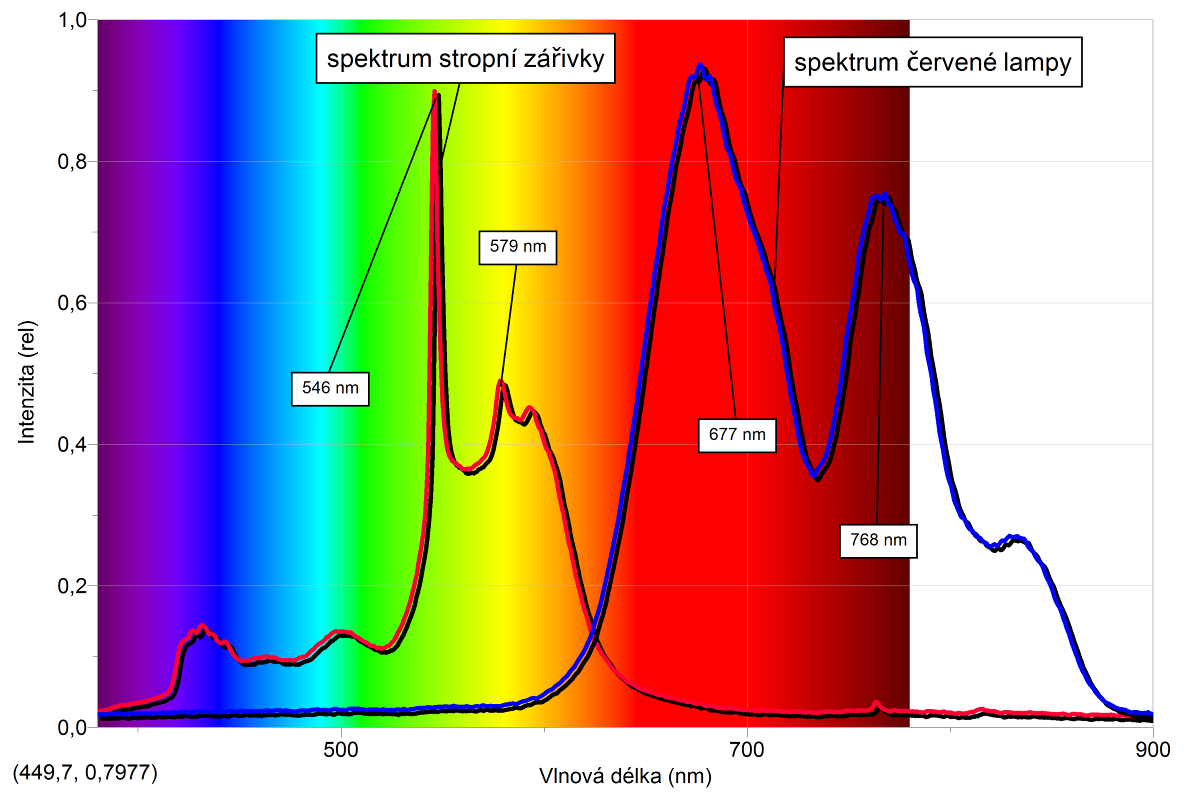 1,0
spektrum stropní zářivky
spektrum červené lampy
0,8
579 nm
0,6
546 nm
Intenzita (rel)
677 nm
0,4
768 nm
0,2
0,0
500
700
900
(449,7, 0,7977)
Vlnová délka (nm)